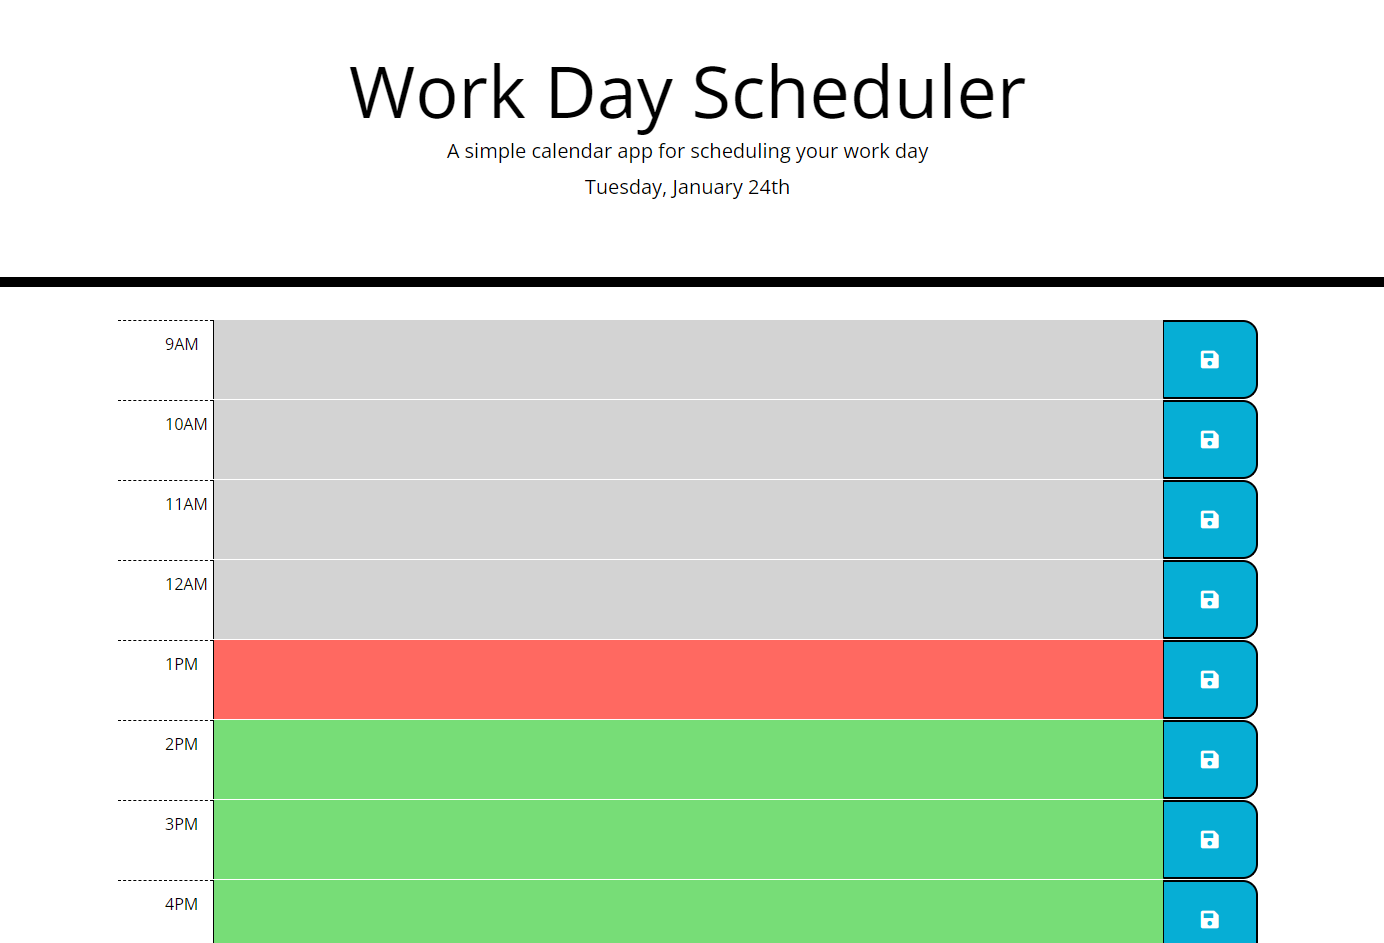 Work Day Scheduler
A simple calendar app for scheduling your work day
Tuesday, January 24th
9AM
10AM
11AM
12AM
1PM
2PM
3PM
4PM